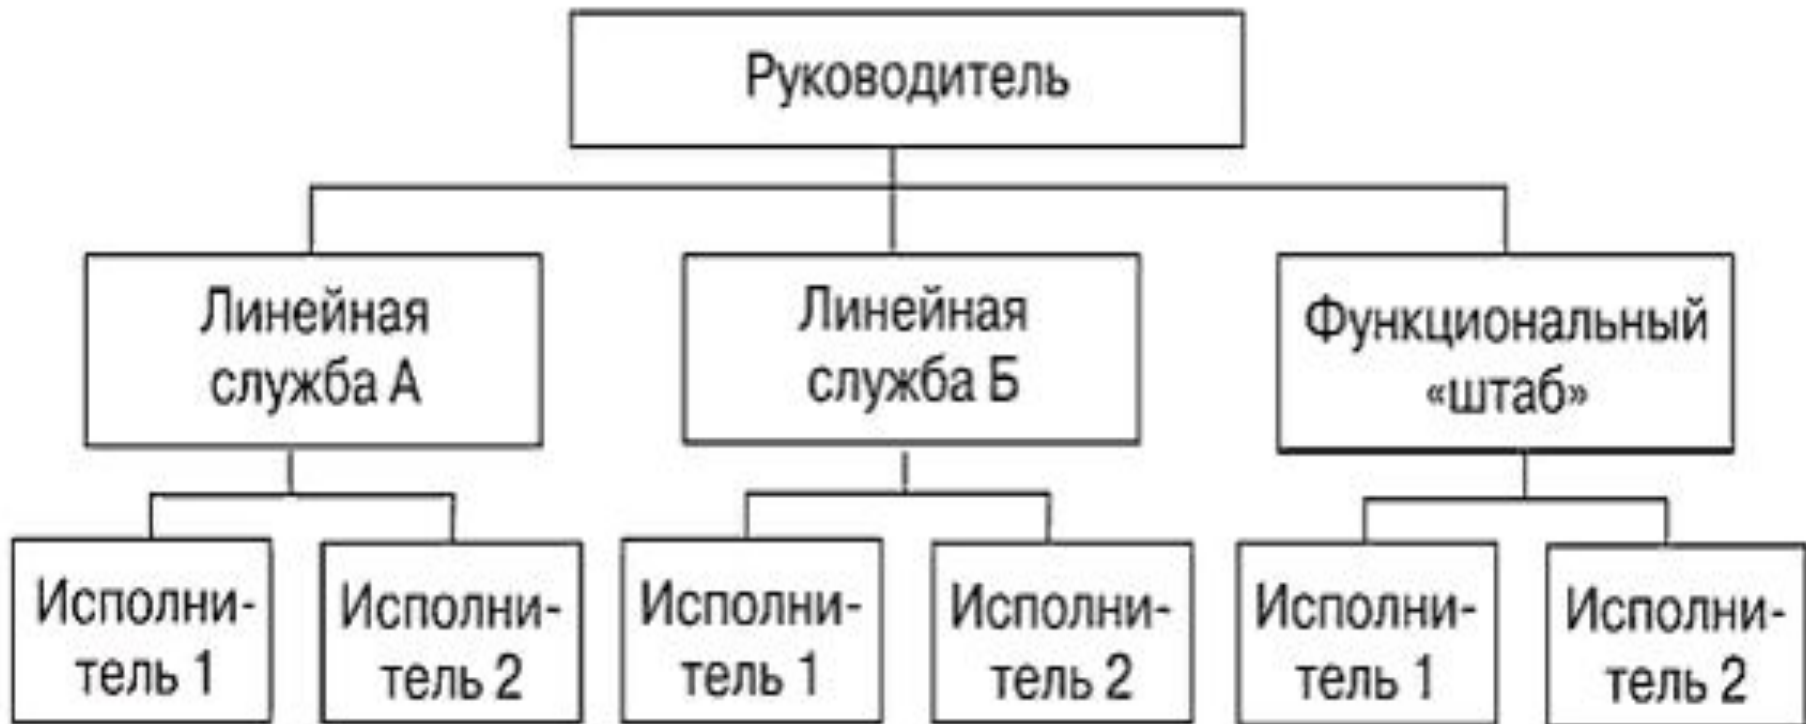 Руководитель
Линейная
служба А
Линейная
служба Б
Функциональный
«штаб»
Исполни-
тель 1
Исполни-
тель 2
Исполни-
тель 1
Исполни-
тель 2
Исполни-
тель 1
Исполни-
тель 2